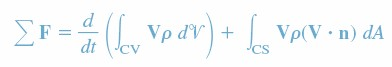 ∑ F = d/dt ( ∫_CV Vρ dV̶ ) + ∫_CS Vρ(V · n) dA